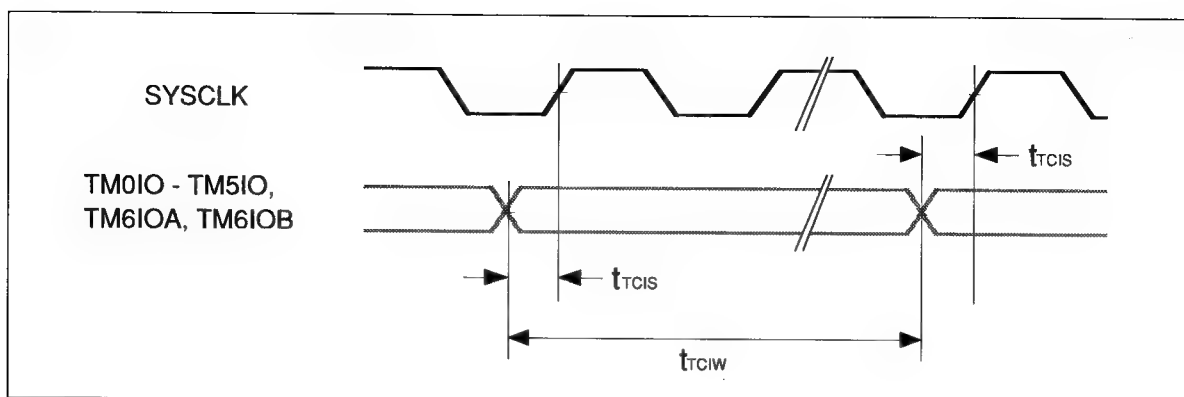 SYSCLK
tTCIS
TM0IO - TM5IO,
TM6IOA, TM6IOB
tTCIS
tTCIW